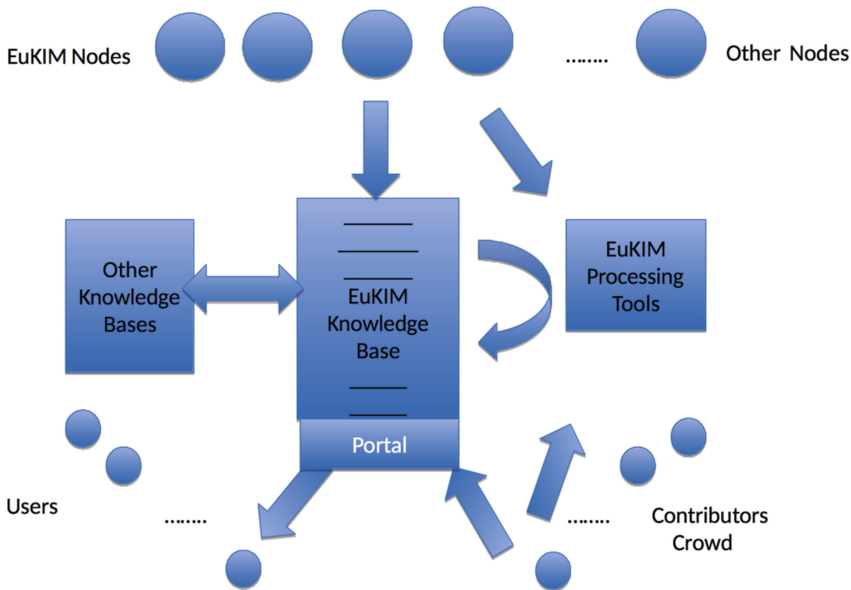 EuKIM Nodes
........
Other Nodes
Other
Knowledge
Bases
EuKIM
Knowledge
Base
EuKIM
Processing
Tools
Portal
Users
........
........
Contributors
Crowd